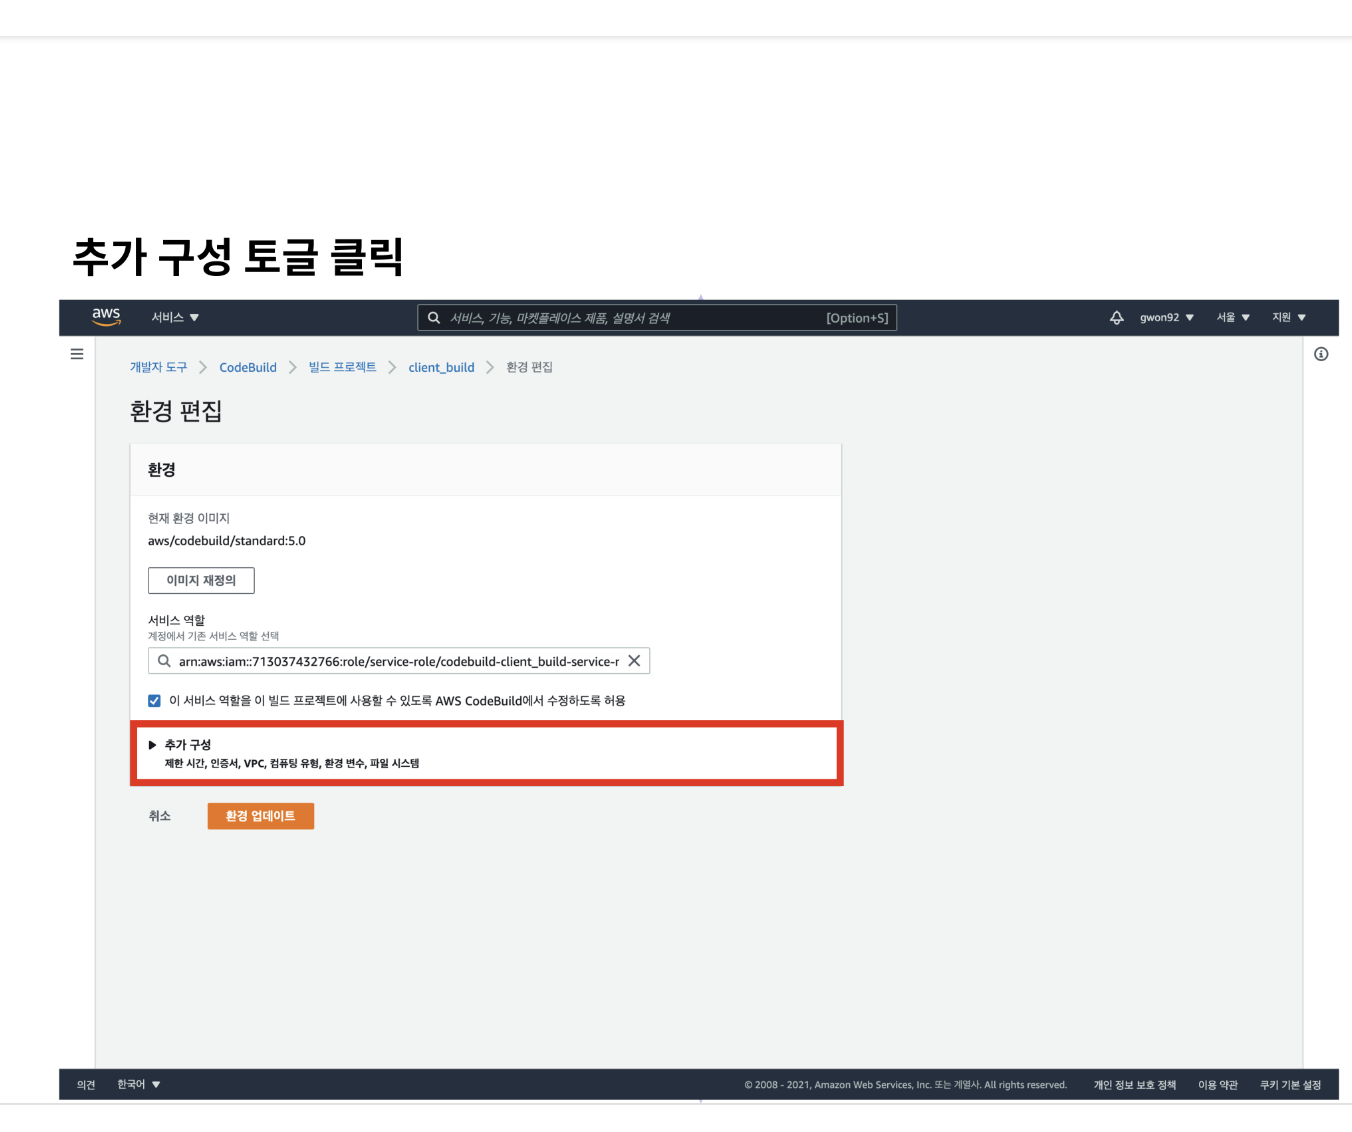 추가 구성 토글 클릭
aws 서비스 ▼ 서비스, 기능, 마켓플레이스 제품, 설명서 검색 [Option+S] gwon92 ▼ 서울 ▼ 지원 ▼
개발자 도구 > CodeBuild > 빌드 프로젝트 > client_build > 환경 편집
환경 편집
환경
현재 환경 이미지
aws/codebuild/standard:5.0
이미지 재정의
서비스 역할
계정에서 기존 서비스 역할 선택
arn:aws:iam::713037432766:role/service-role/codebuild-client_build-service-r
이 서비스 역할을 이 빌드 프로젝트에 사용할 수 있도록 AWS CodeBuild에서 수정하도록 허용
▶ 추가 구성
제한 시간, 인증서, VPC, 컴퓨팅 유형, 환경 변수, 파일 시스템
취소 환경 업데이트
의견 한국어 ▼ © 2008 - 2021, Amazon Web Services, Inc. 또는 계열사. All rights reserved. 개인 정보 보호 정책 이용 약관 쿠키 기본 설정